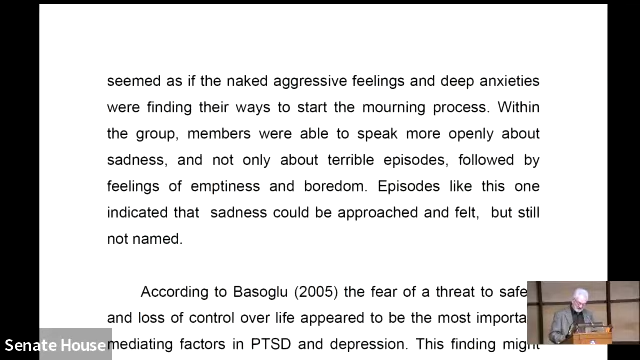 seemed as if the naked aggressive feelings and deep anxieties
were finding their ways to start the mourning process. Within
the group, members were able to speak more openly about
sadness, and not only about terrible episodes, followed by
feelings of emptiness and boredom. Episodes like this one
indicated that sadness could be approached and felt, but still
not named.
According to Basoglu (2005) the fear of a threat to
and loss of control over life appeared to be the most
mediating factors in PTSD and depression. This finding
Senate House